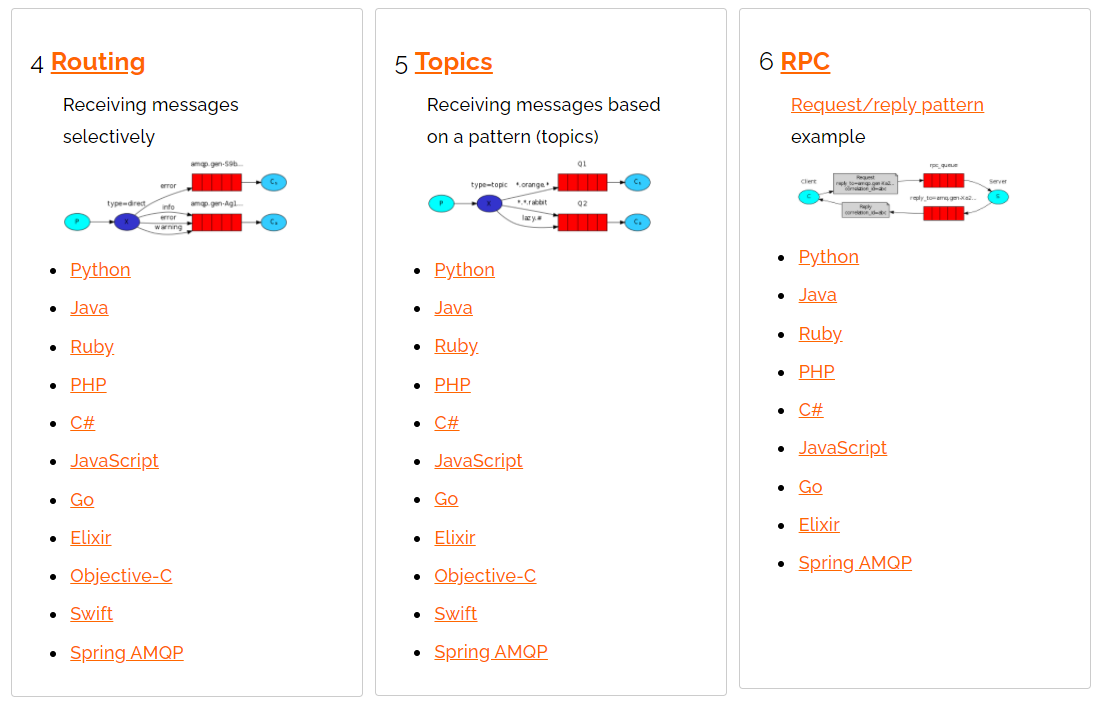 4 Routing
Receiving messages
selectively
amqp.gen-S9b...
error
C₁
type=direct
amqp.gen-Ag1...
info
P
X
error
C₂
warning
Python
Java
Ruby
PHP
C#
JavaScript
Go
Elixir
Objective-C
Swift
Spring AMQP
5 Topics
Receiving messages based
on a pattern (topics)
Q1
type=topic
*.orange.*
C₁
P
X
*.*.rabbit
Q2
lazy.#
C₂
Python
Java
Ruby
PHP
C#
JavaScript
Go
Elixir
Objective-C
Swift
Spring AMQP
6 RPC
Request/reply pattern
example
rpc_queue
Client
Request
reply_to=amqp.gen-Xa2...
correlation_id=abc
Server
C
S
reply_to=amq.gen-Xa2...
Reply
correlation_id=abc
Python
Java
Ruby
PHP
C#
JavaScript
Go
Elixir
Spring AMQP